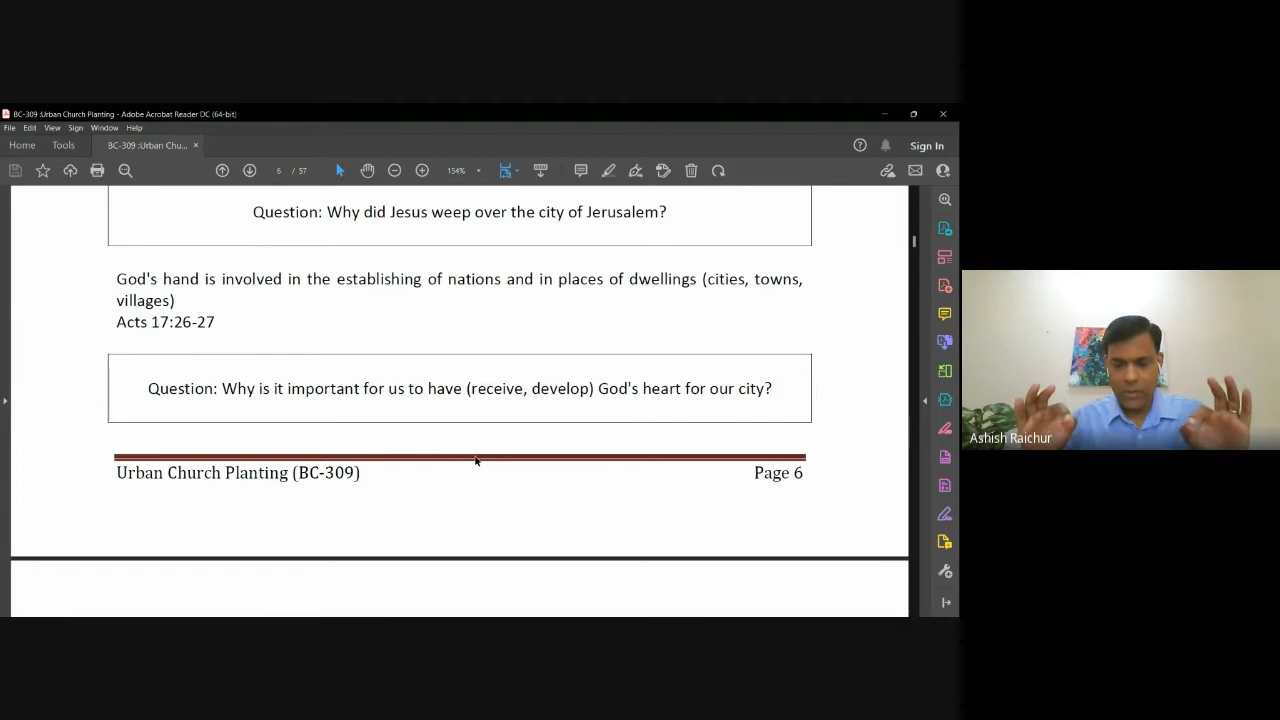 BC-309 :Urban Church Planting - Adobe Acrobat Reader DC (64-bit)
File Edit View Sign Window Help
Home Tools BC-309 :Urban Chu... × Sign In
6 / 57 154%
Question: Why did Jesus weep over the city of Jerusalem?
God's hand is involved in the establishing of nations and in places of dwellings (cities, towns,
villages)
Acts 17:26-27
Question: Why is it important for us to have (receive, develop) God's heart for our city?
Urban Church Planting (BC-309) Page 6
Ashish Raichur